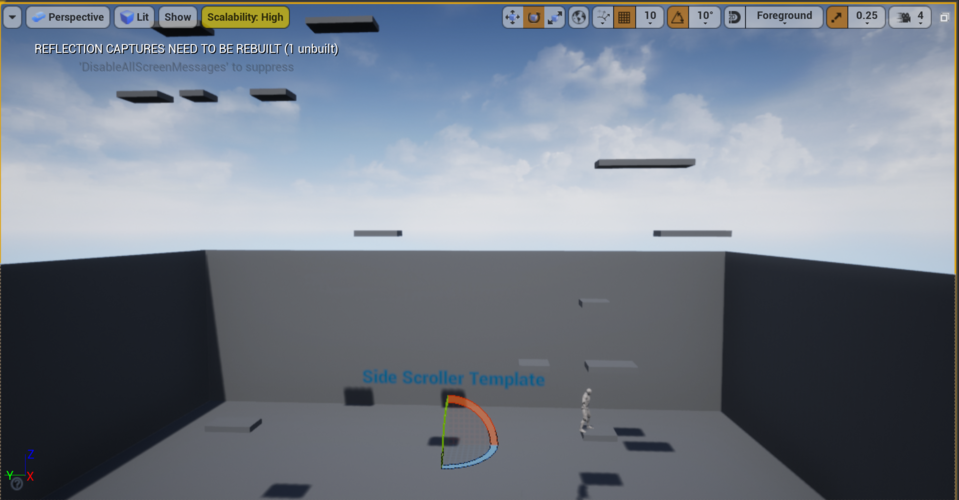 Perspective
Lit
Show
Scalability: High
10
10°
Foreground
0.25
4
REFLECTION CAPTURES NEED TO BE REBUILT (1 unbuilt)
'DisableAllScreenMessages' to suppress
Side Scroller Template
Z
Y
X
?